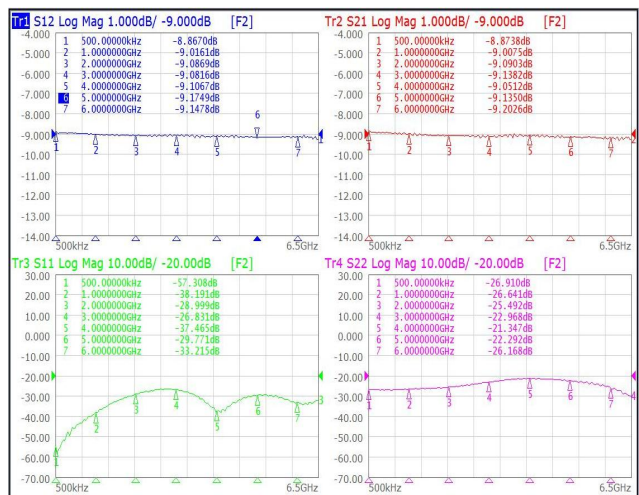 Tr1 S12 Log Mag 1.000dB/ -9.000dB [F2]
-4.000
-5.000
-6.000
-7.000
-8.000
-9.000
-10.00
-11.00
-12.00
-13.00
-14.00
1 500.00000kHz -8.8670dB
2 1.0000000GHz -9.0161dB
3 2.0000000GHz -9.0869dB
4 3.0000000GHz -9.0816dB
5 4.0000000GHz -9.1067dB
6 5.0000000GHz -9.1749dB
7 6.0000000GHz -9.1478dB
6
1 2 3 4 5 7 1
500kHz 6.5GHz
Tr2 S21 Log Mag 1.000dB/ -9.000dB [F2]
-4.000
-5.000
-6.000
-7.000
-8.000
-9.000
-10.00
-11.00
-12.00
-13.00
-14.00
1 500.00000kHz -8.8738dB
2 1.0000000GHz -9.0075dB
3 2.0000000GHz -9.0903dB
4 3.0000000GHz -9.1382dB
5 4.0000000GHz -9.0512dB
6 5.0000000GHz -9.1350dB
7 6.0000000GHz -9.2026dB
1 2 3 4 5 6 7 2
500kHz 6.5GHz
Tr3 S11 Log Mag 10.00dB/ -20.00dB [F2]
30.00
20.00
10.00
0.000
-10.00
-20.00
-30.00
-40.00
-50.00
-60.00
-70.00
1 500.00000kHz -57.308dB
2 1.0000000GHz -38.191dB
3 2.0000000GHz -28.999dB
4 3.0000000GHz -26.831dB
5 4.0000000GHz -37.465dB
6 5.0000000GHz -29.771dB
7 6.0000000GHz -33.215dB
1 2 3 4 5 6 7 3
500kHz 6.5GHz
Tr4 S22 Log Mag 10.00dB/ -20.00dB [F2]
30.00
20.00
10.00
0.000
-10.00
-20.00
-30.00
-40.00
-50.00
-60.00
-70.00
1 500.00000kHz -26.910dB
2 1.0000000GHz -26.641dB
3 2.0000000GHz -25.492dB
4 3.0000000GHz -22.968dB
5 4.0000000GHz -21.347dB
6 5.0000000GHz -22.292dB
7 6.0000000GHz -26.168dB
1 2 3 4 5 6 7 4
500kHz 6.5GHz